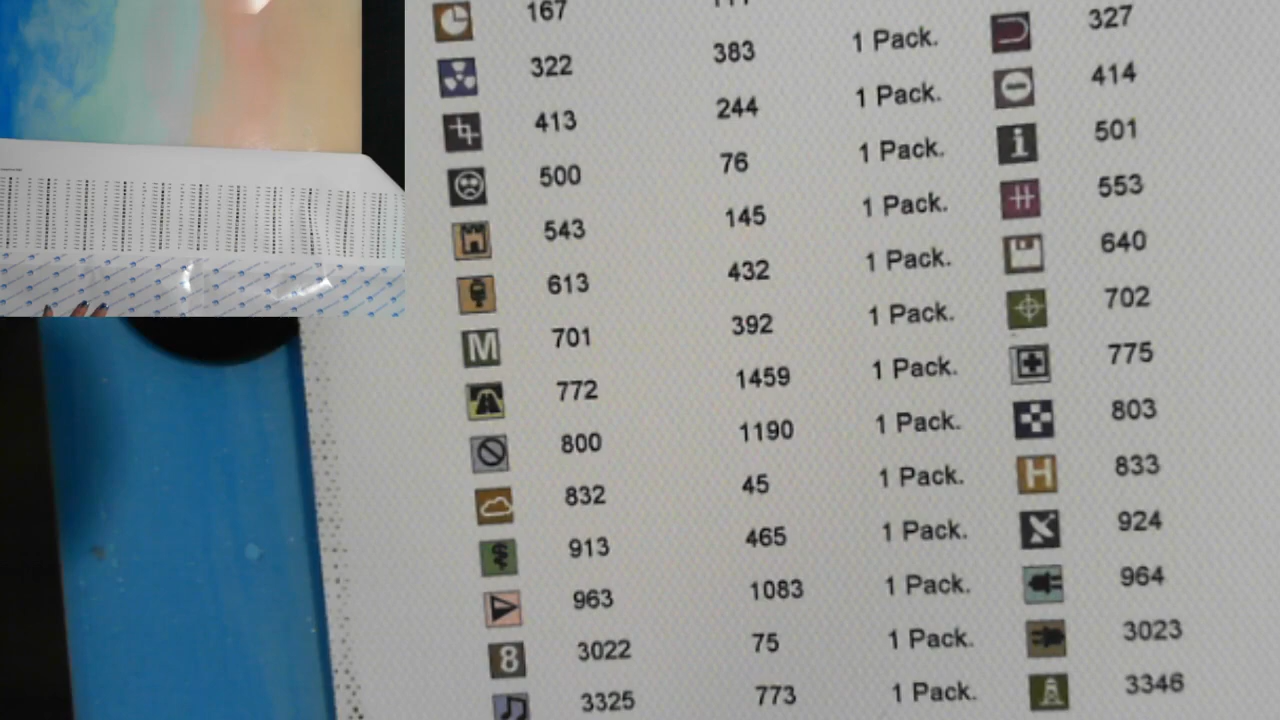 167
322 383 1 Pack. 327
413 244 1 Pack. 414
500 76 1 Pack. i 501
543 145 1 Pack. 553
613 432 1 Pack. 640
M 701 392 1 Pack. 702
772 1459 1 Pack. 775
800 1190 1 Pack. 803
832 45 1 Pack. H 833
$ 913 465 1 Pack. 924
963 1083 1 Pack. 964
8 3022 75 1 Pack. 3023
3325 773 1 Pack. 3346